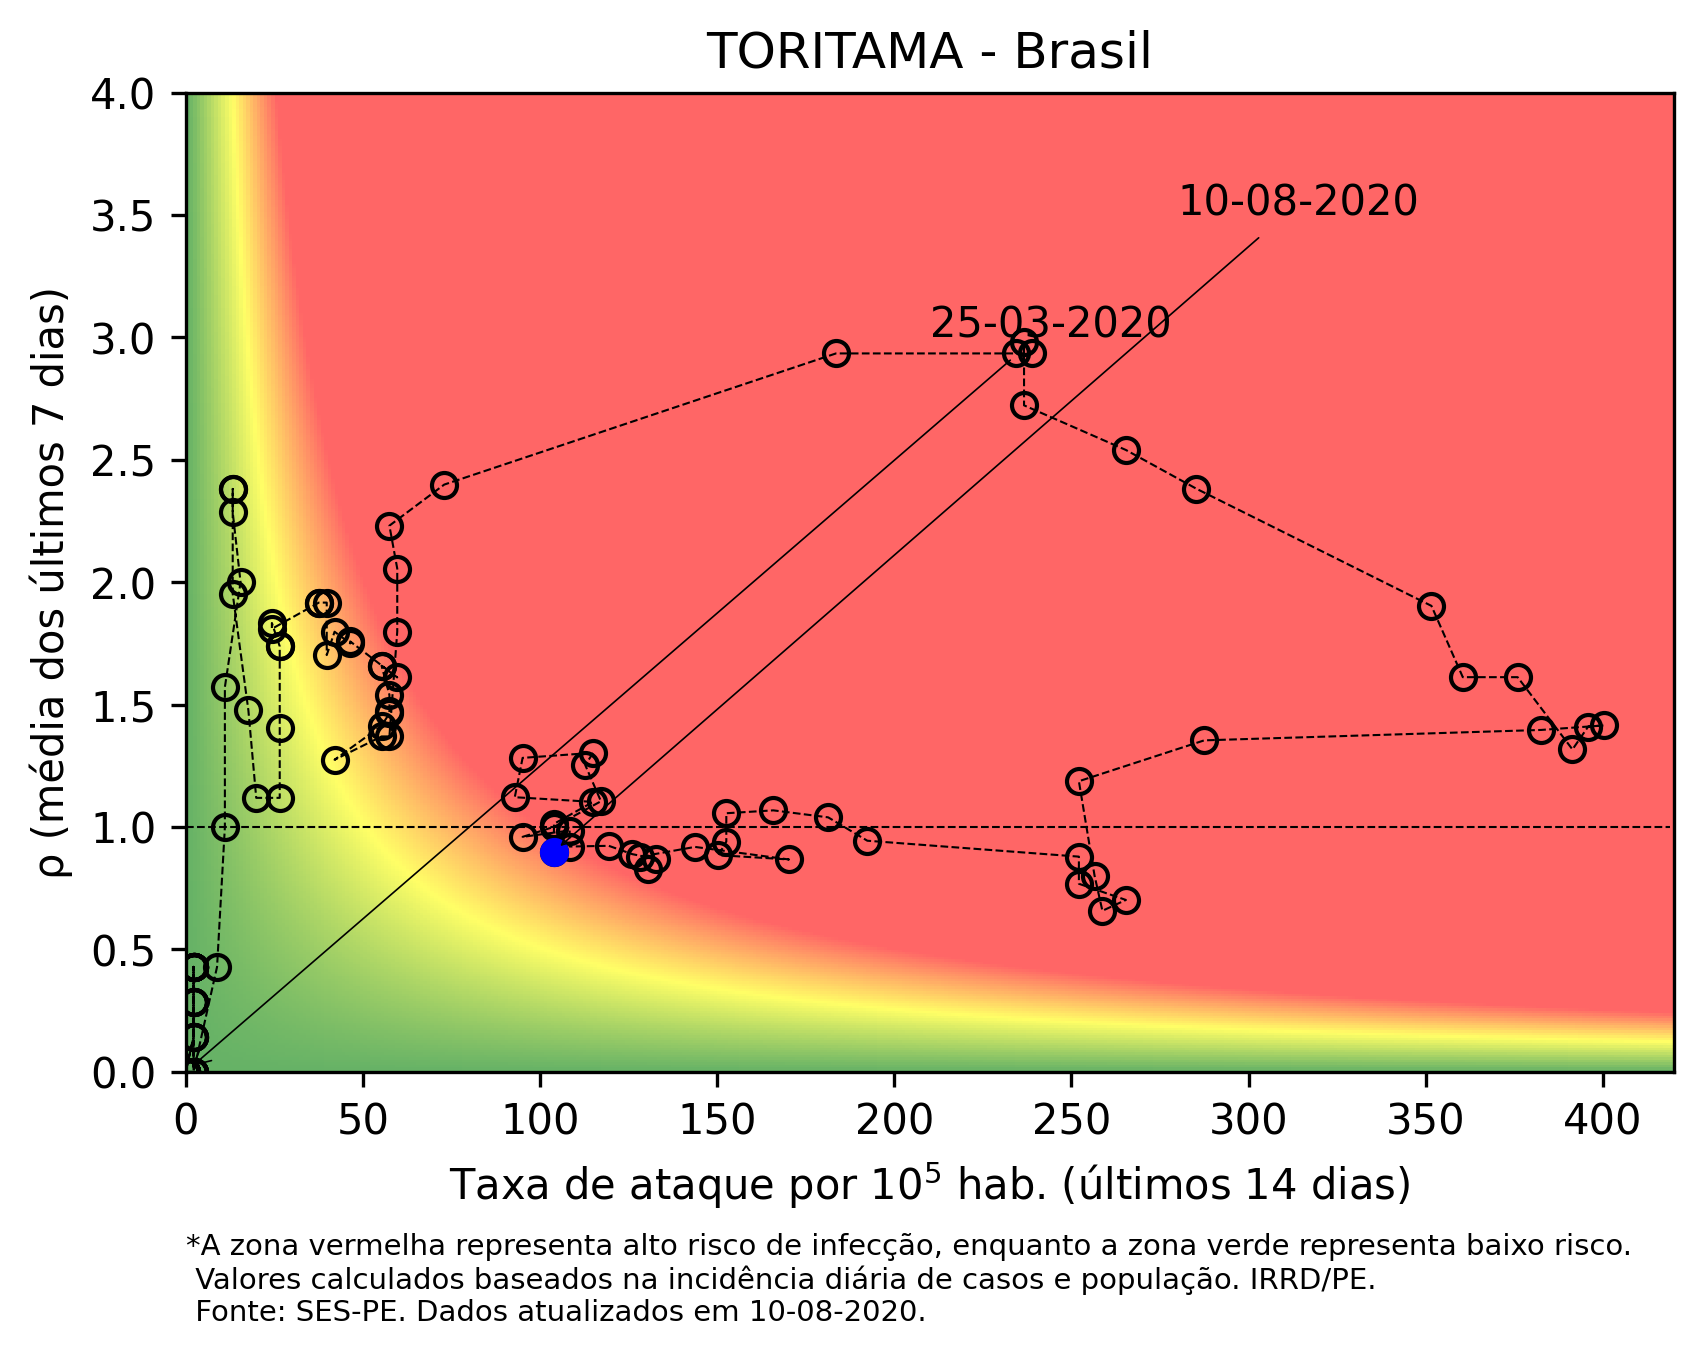 TORITAMA - Brasil
4.0
3.5
3.0
2.5
2.0
1.5
1.0
0.5
0.0
ρ (média dos últimos 7 dias)
10-08-2020
25-03-2020
0 50 100 150 200 250 300 350 400
Taxa de ataque por 10⁵ hab. (últimos 14 dias)
*A zona vermelha representa alto risco de infecção, enquanto a zona verde representa baixo risco.
Valores calculados baseados na incidência diária de casos e população. IRRD/PE.
Fonte: SES-PE. Dados atualizados em 10-08-2020.